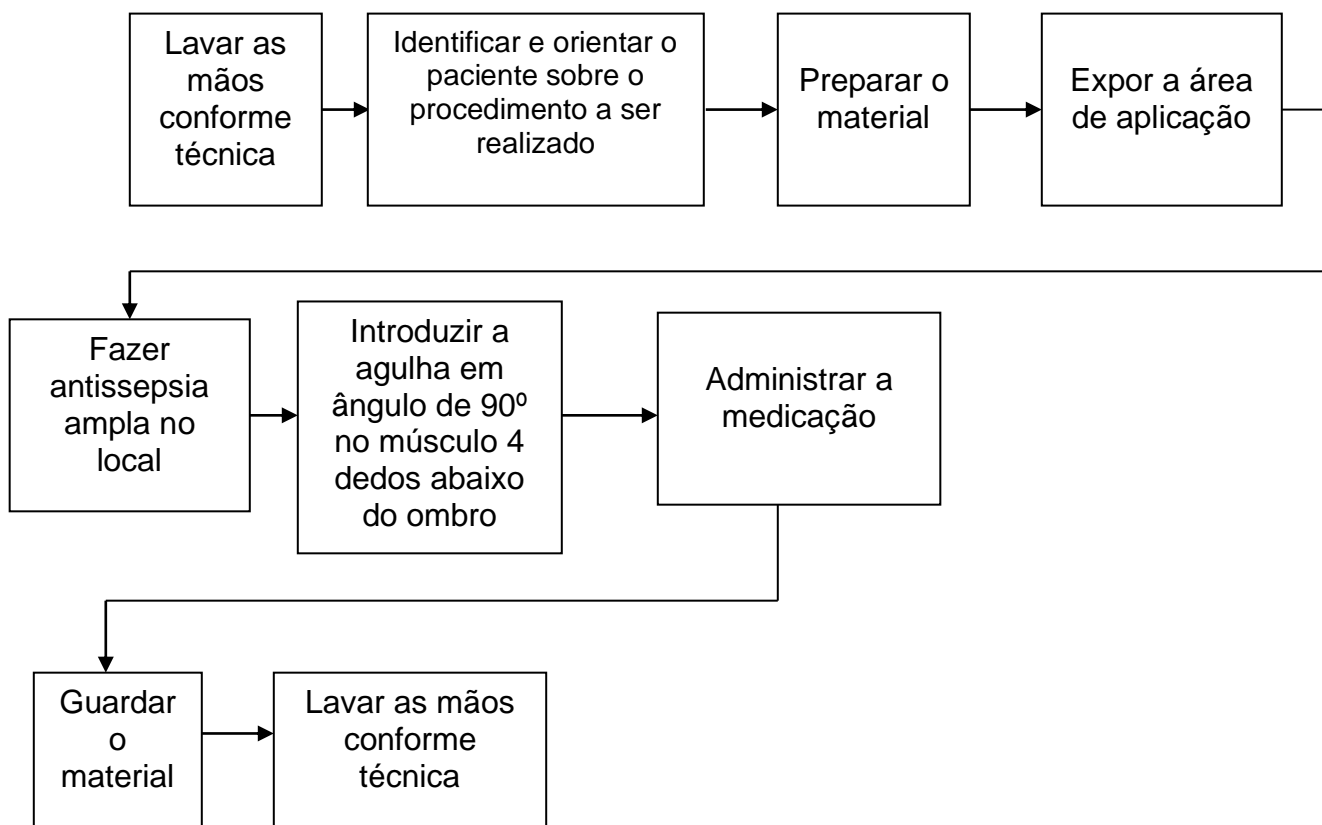 Lavar as
mãos
conforme
técnica
Identificar e orientar o
paciente sobre o
procedimento a ser
realizado
Preparar o
material
Expor a área
de aplicação
Fazer
antissepsia
ampla no
local
Introduzir a
agulha em
ângulo de 90º
no músculo 4
dedos abaixo
do ombro
Administrar a
medicação
Guardar
o
material
Lavar as mãos
conforme
técnica